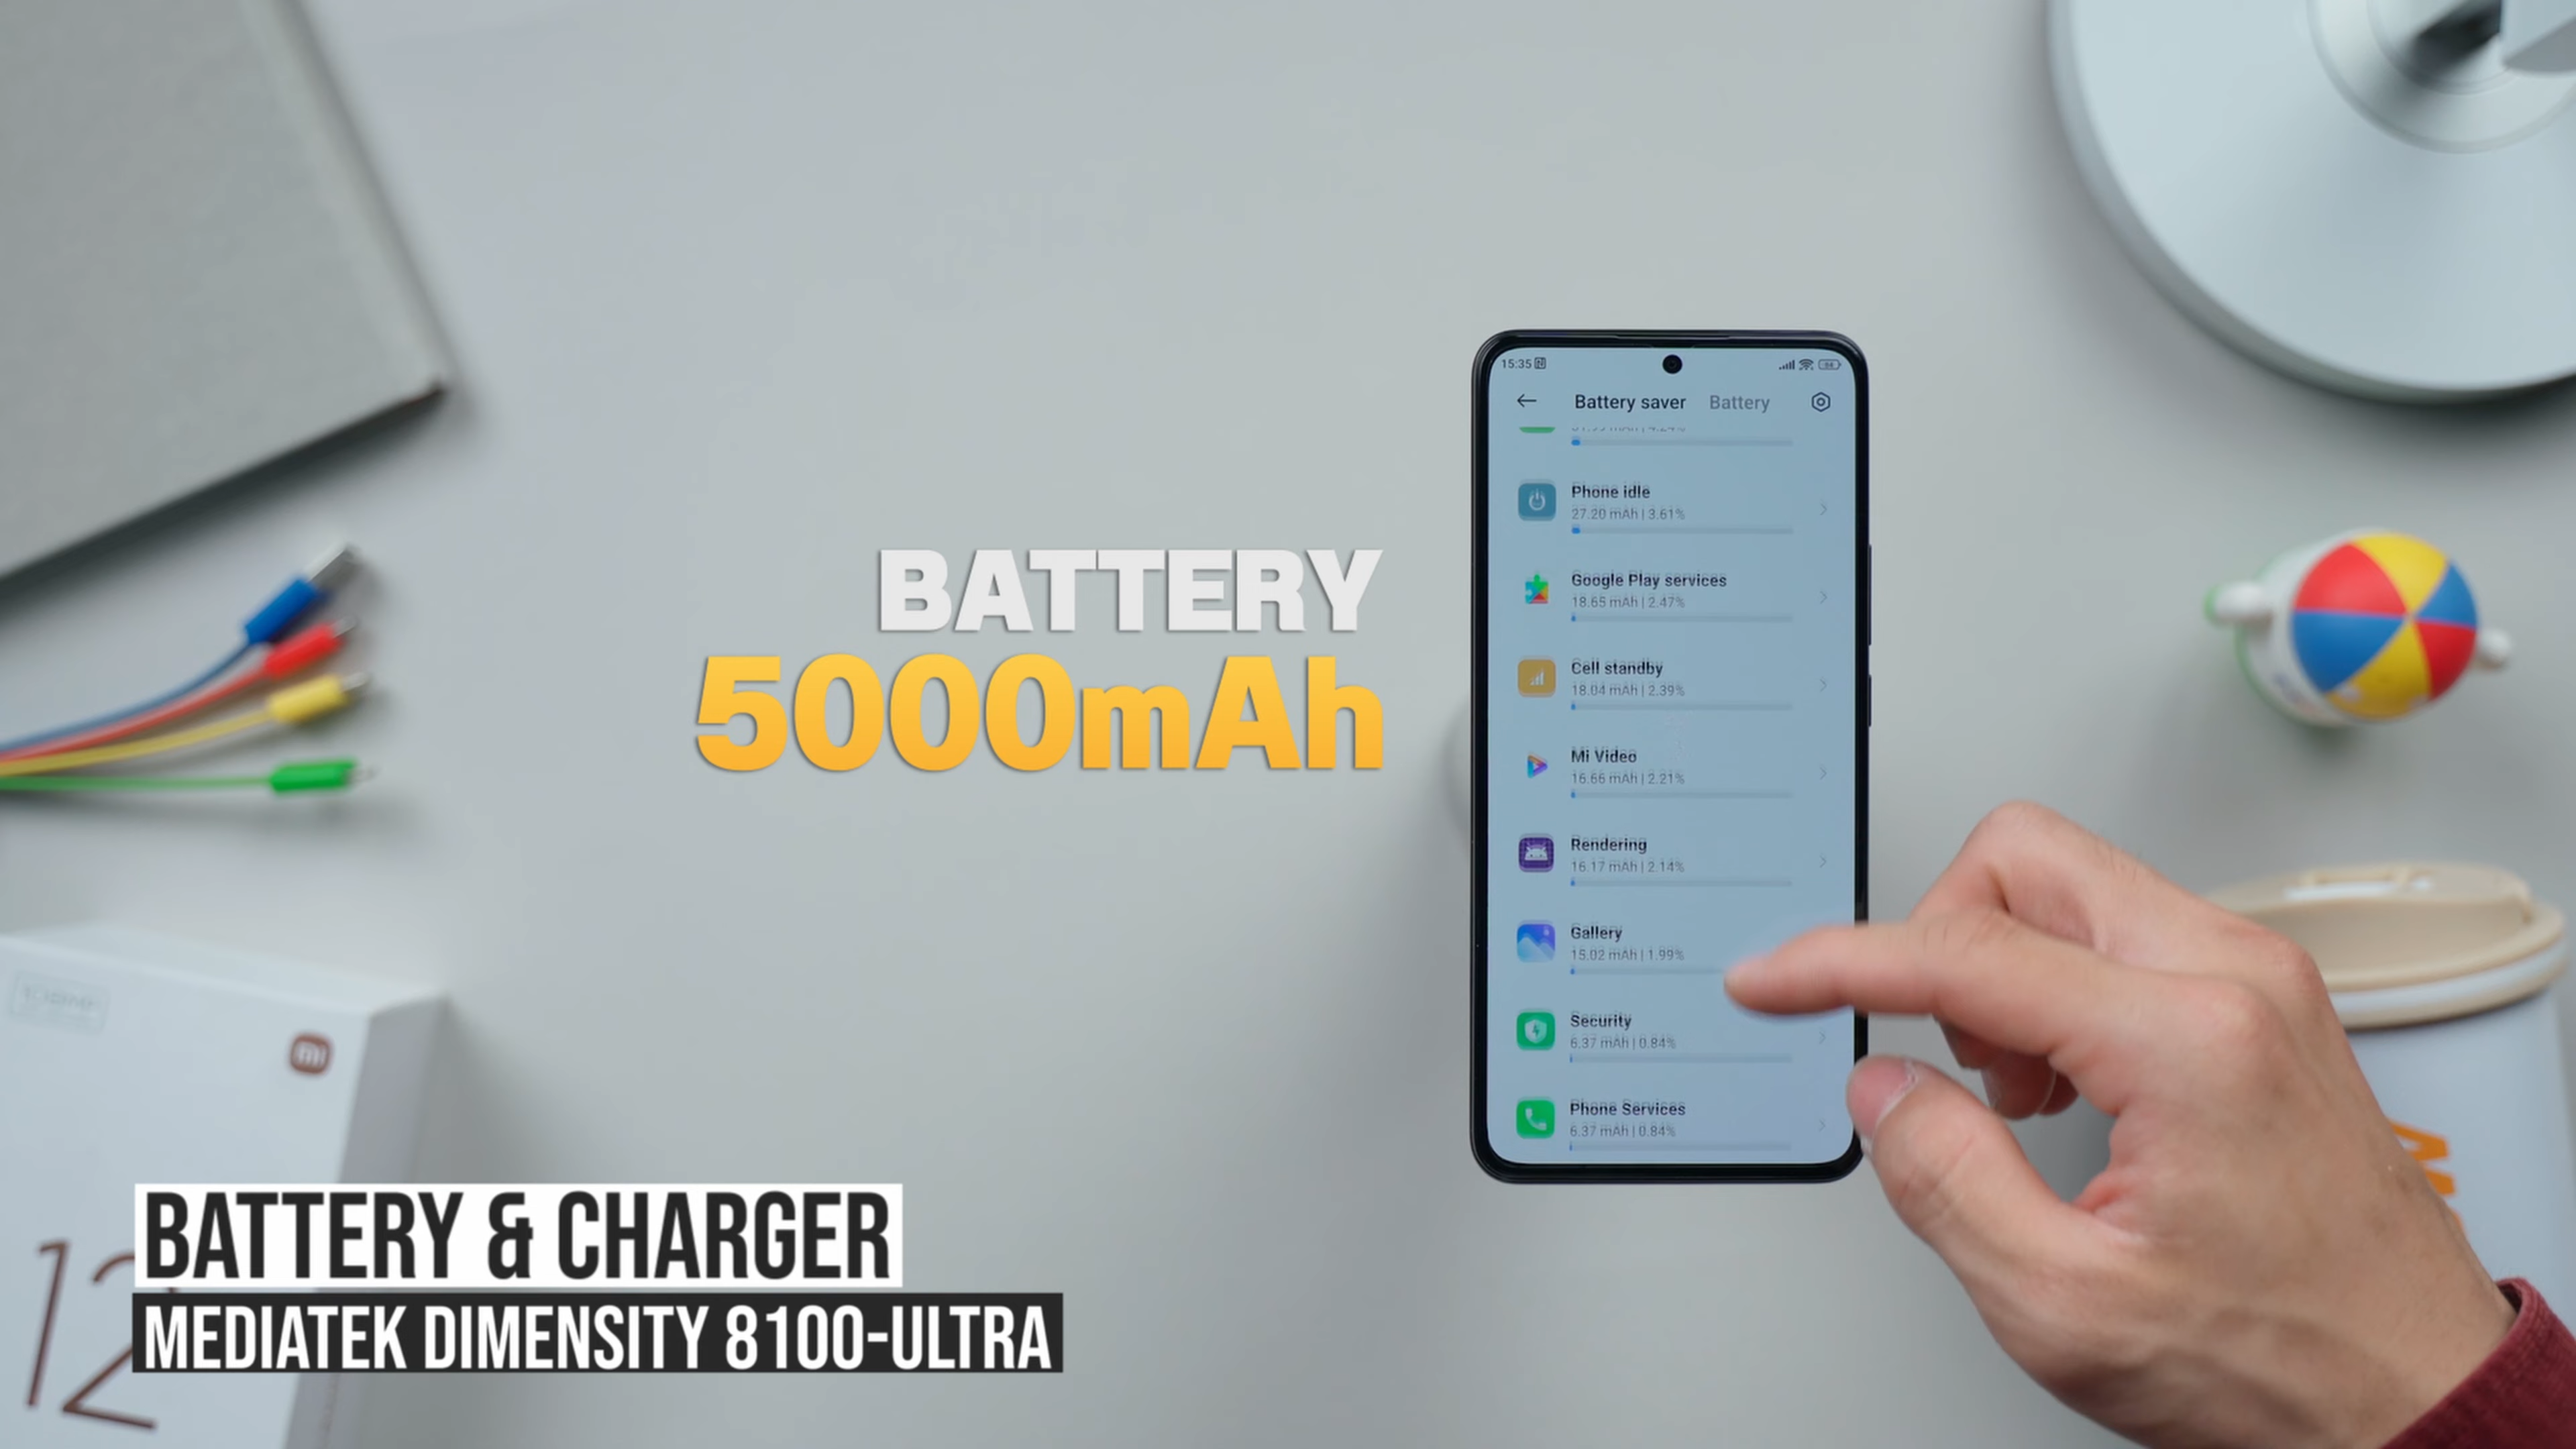 15:35
Battery saver Battery
Phone idle
27.20 mAh | 3.61%
Google Play services
18.65 mAh | 2.47%
Cell standby
18.04 mAh | 2.39%
Mi Video
16.66 mAh | 2.21%
Rendering
16.17 mAh | 2.14%
Gallery
15.02 mAh | 1.99%
Security
6.37 mAh | 0.84%
Phone Services
6.37 mAh | 0.84%
BATTERY
5000mAh
mi
12
BATTERY & CHARGER
MEDIATEK DIMENSITY 8100-ULTRA